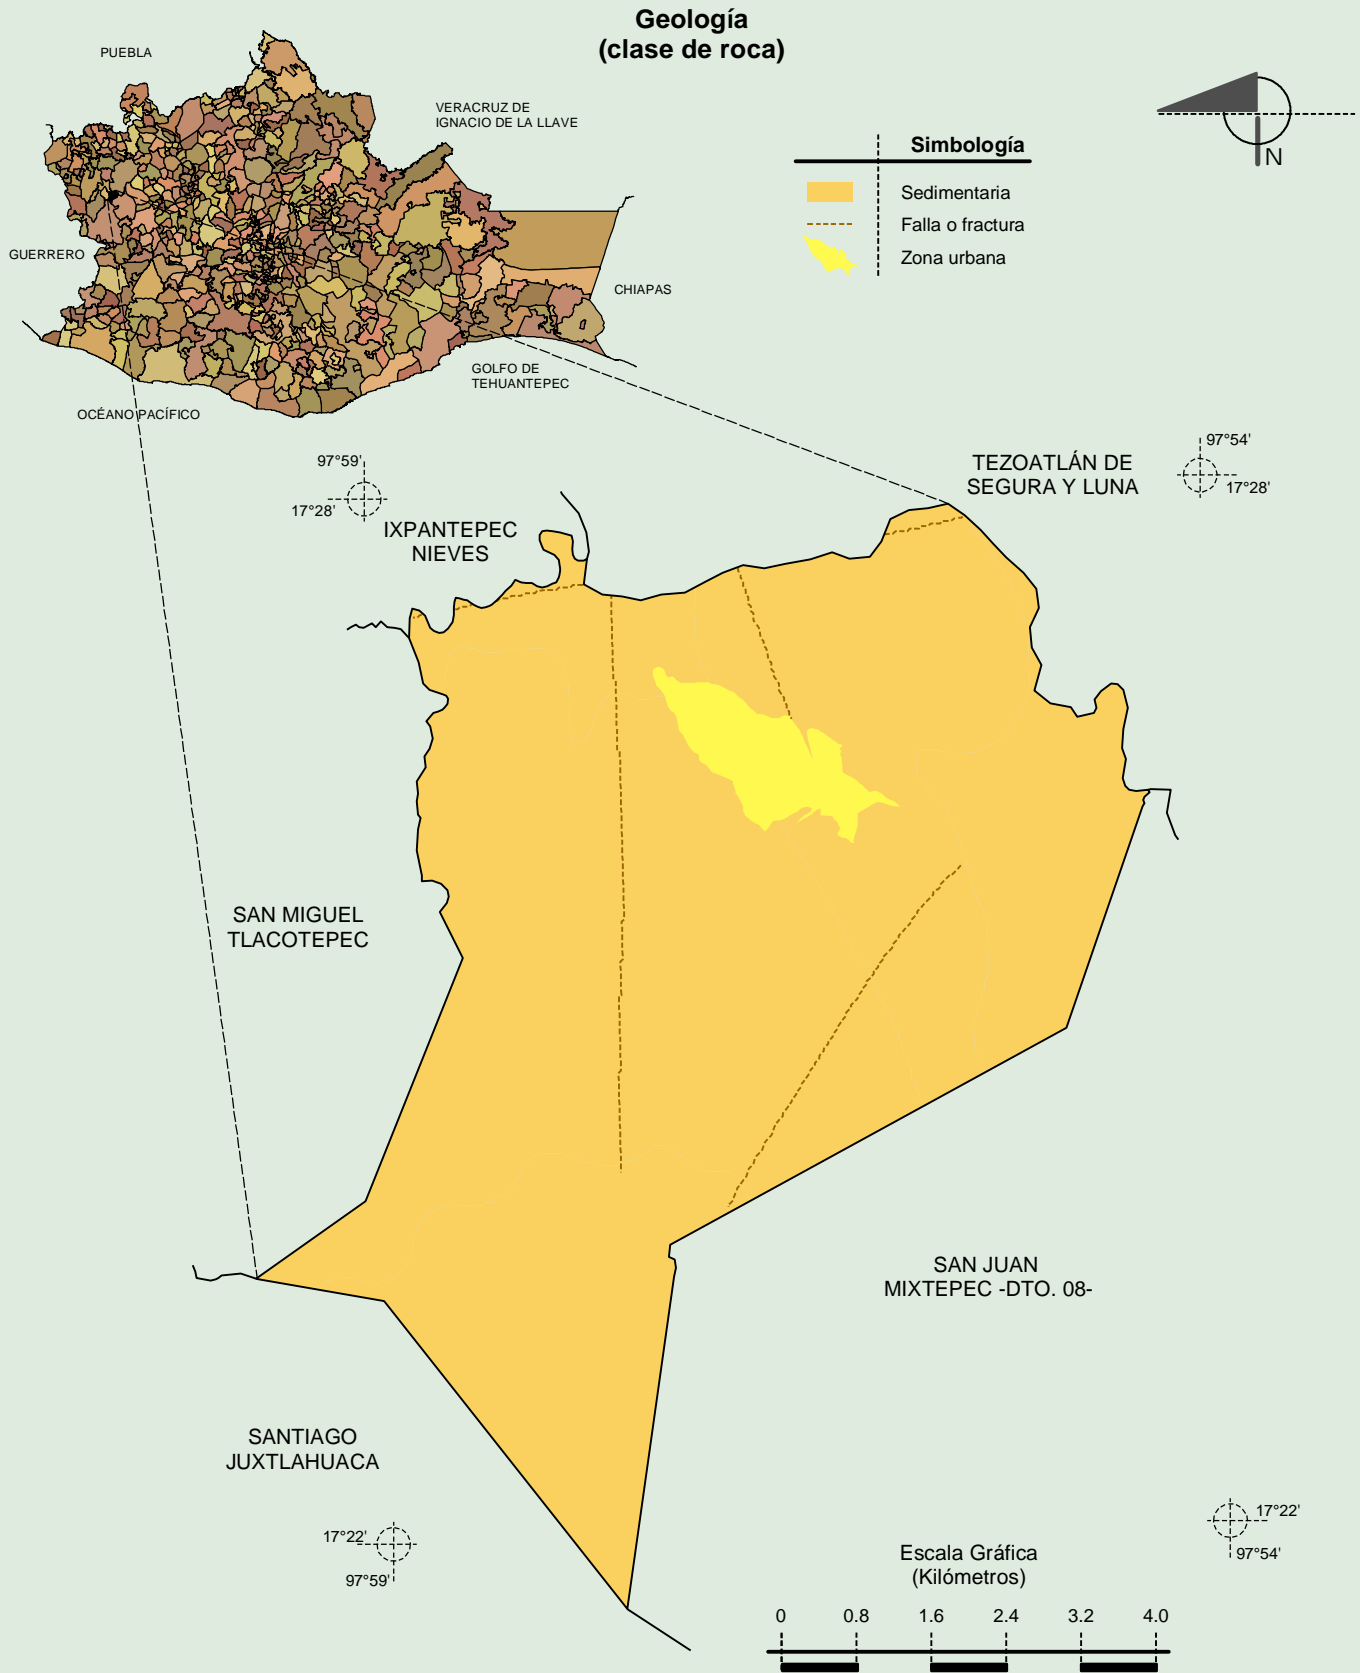 Geología
(clase de roca)
PUEBLA
VERACRUZ DE
IGNACIO DE LA LLAVE
GUERRERO
CHIAPAS
GOLFO DE
TEHUANTEPEC
OCÉANO PACÍFICO
Simbología
Sedimentaria
Falla o fractura
Zona urbana
N
97°59'
17°28'
97°54'
17°28'
TEZOATLÁN DE
SEGURA Y LUNA
IXPANTEPEC
NIEVES
SAN MIGUEL
TLACOTEPEC
SAN JUAN
MIXTEPEC -DTO. 08-
SANTIAGO
JUXTLAHUACA
17°22'
97°59'
17°22'
97°54'
Escala Gráfica
(Kilómetros)
0 0.8 1.6 2.4 3.2 4.0